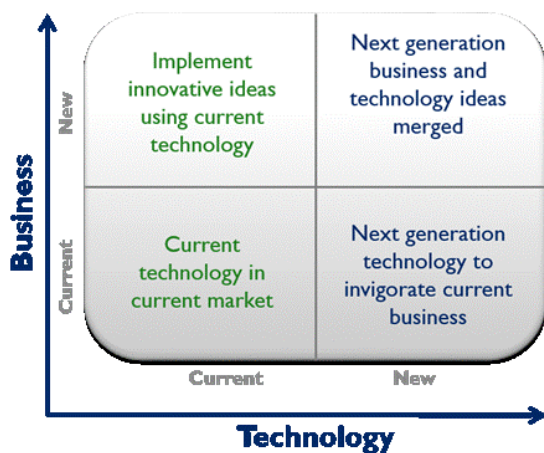 Implement
innovative ideas
using current
technology
Next generation
business and
technology ideas
merged
Current
technology in
current market
Next generation
technology to
invigorate current
business
Business
New
Current
Current
New
Technology